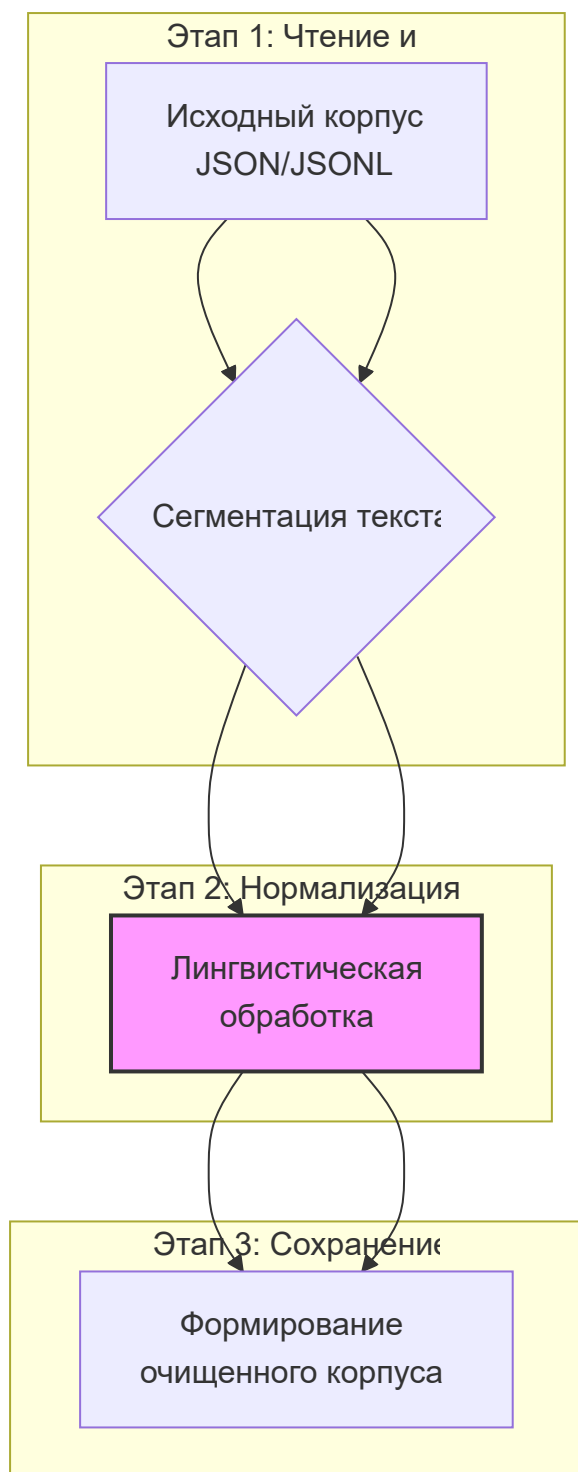 Этап 1: Чтение и
Исходный корпус
JSON/JSONL
Сегментация текста
Этап 2: Нормализация
Лингвистическая
обработка
Этап 3: Сохранение
Формирование
очищенного корпуса